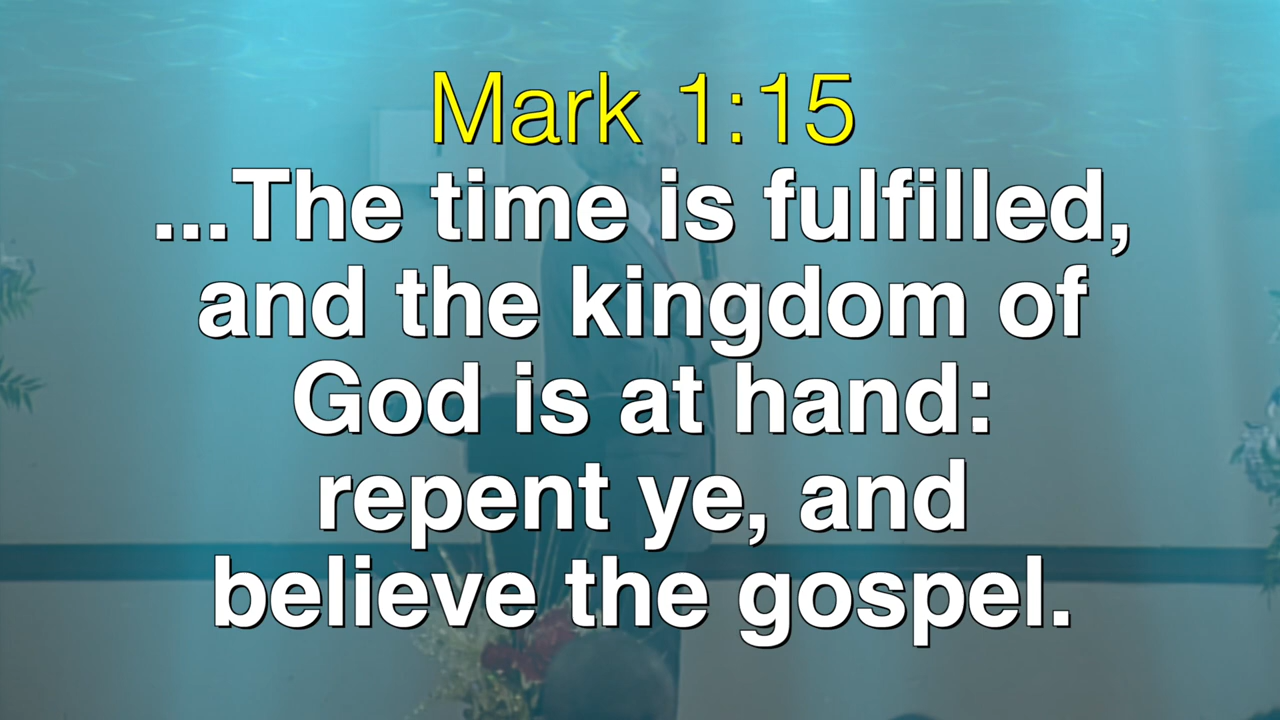 Mark 1:15
...The time is fulfilled,
and the kingdom of
God is at hand:
repent ye, and
believe the gospel.